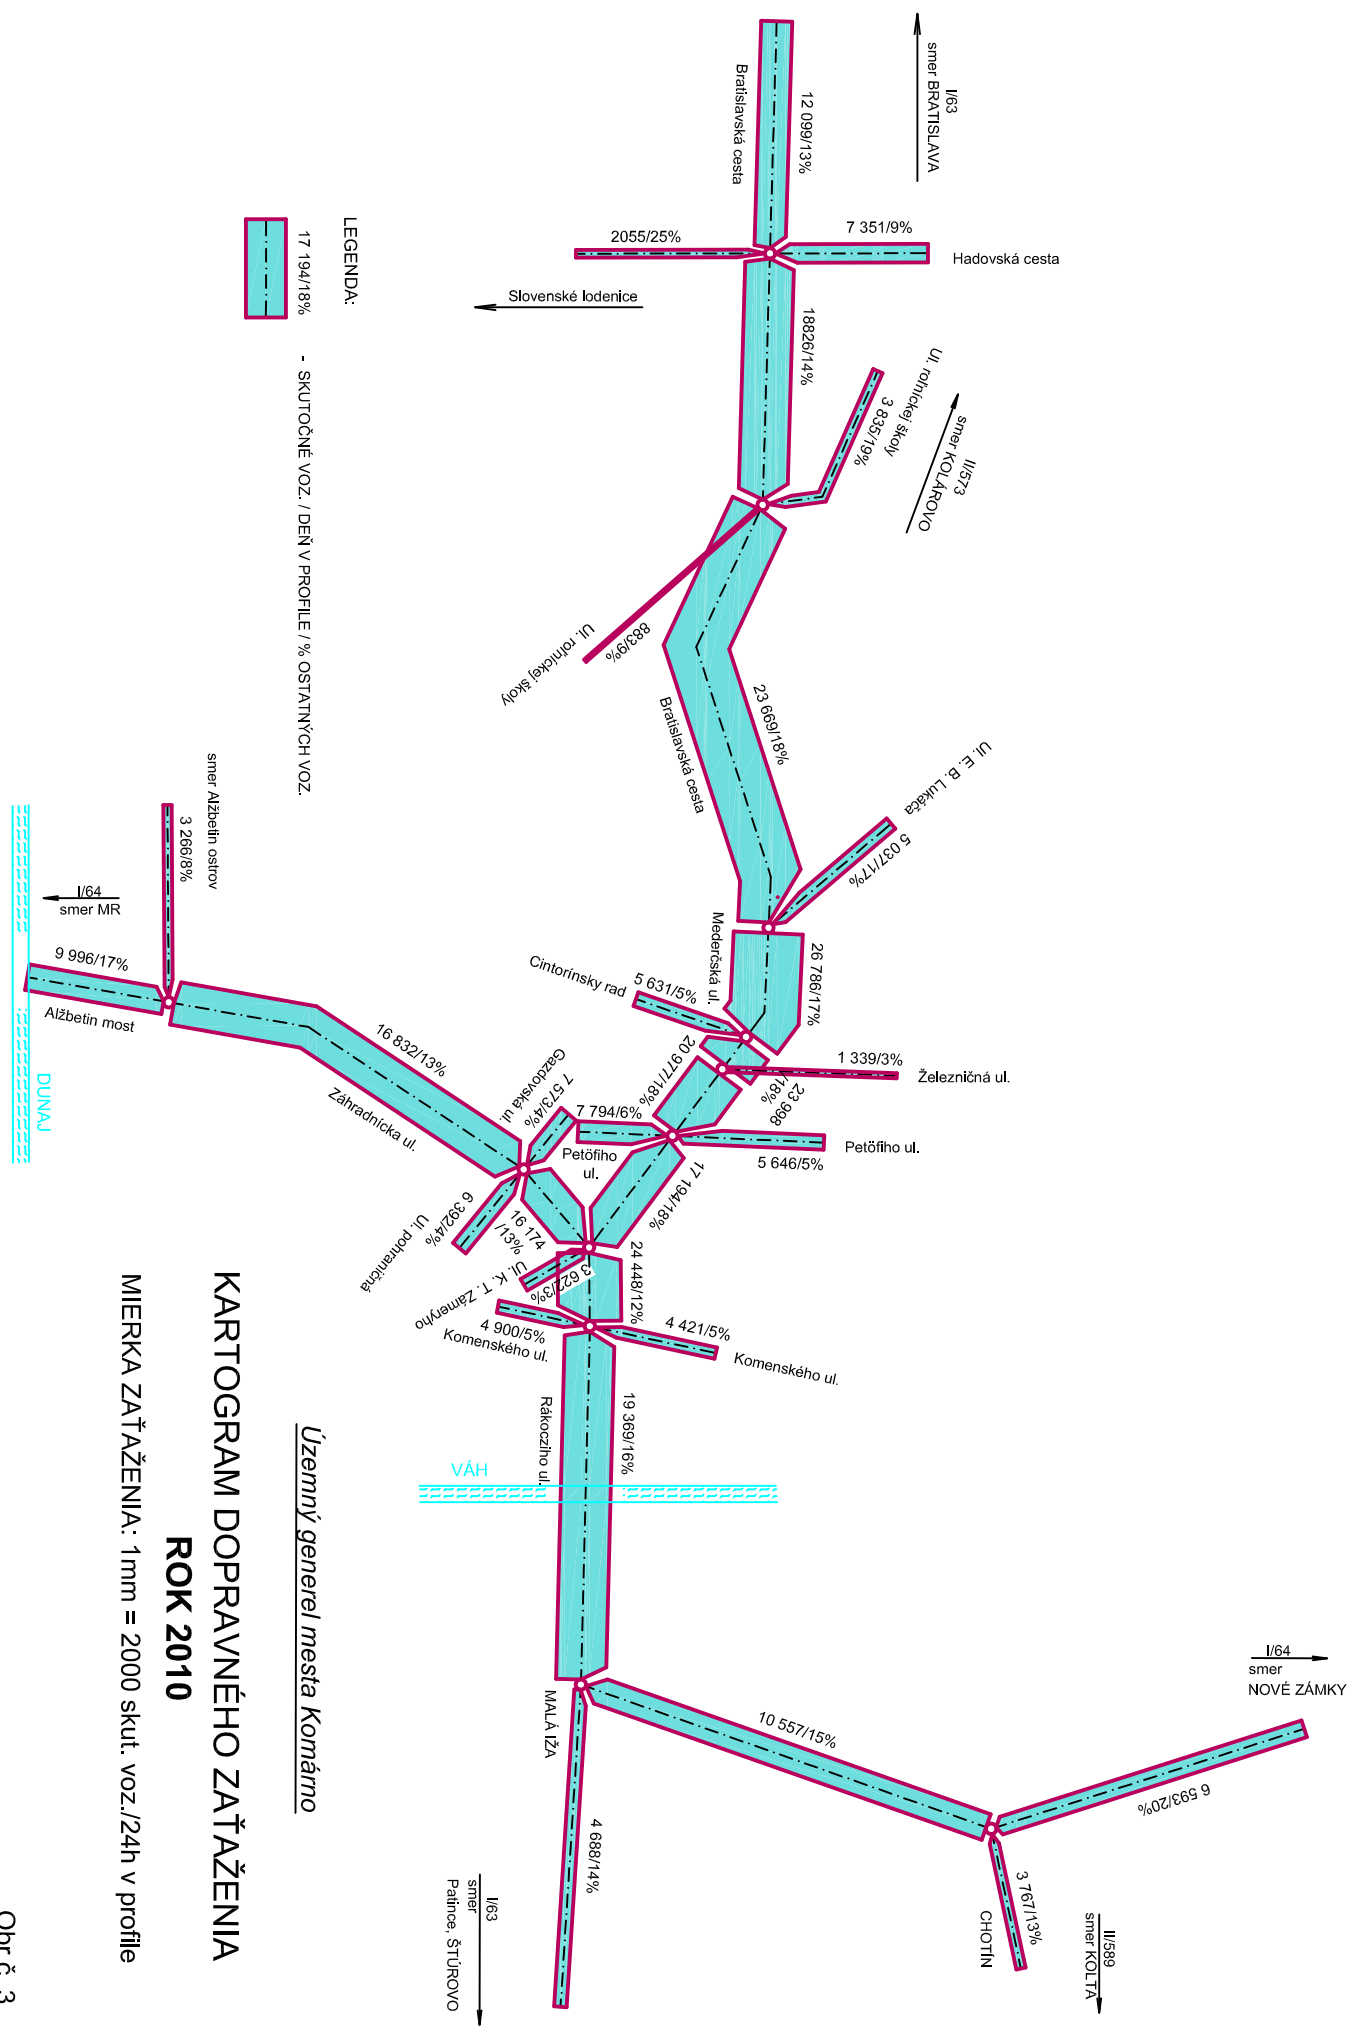 I/63
smer BRATISLAVA
12 099/13%
Bratislavská cesta
7 351/9%
Hadovská cesta
2055/25%
Slovenské lodenice
18826/14%
LEGENDA:
17 194/18%
- SKUTOČNÉ VOZ. / DEŇ V PROFILE / % OSTATNÝCH VOZ.
Ul. roľníckej školy
3 835/19%
II/573
smer KOLÁROVO
883/9%
Ul. roľníckej školy
23 669/18%
Bratislavská cesta
Ul. E. B. Lukáča
5 037/17%
Mederčská ul.
26 786/17%
Cintorínsky rad
5 631/5%
1 339/3%
Železničná ul.
23 998
/18%
20 977/18%
smer Alžbetin ostrov
3 266/8%
I/64
smer MR
9 996/17%
Alžbetin most
DUNAJ
16 832/13%
Záhradnícka ul.
Gazdovská ul.
7 573/4%
7 794/6%
Petöfiho
ul.
5 646/5%
Petöfiho ul.
17 194/18%
6 392/4%
Ul. pohraničná
16 174
/13%
Ul. K. T. Zámeryho
3 622/3%
24 448/12%
4 900/5%
Komenského ul.
4 421/5%
Komenského ul.
19 369/16%
Rákocziho ul.
VÁH
MALÁ IŽA
10 557/15%
I/64
smer
NOVÉ ZÁMKY
6 593/20%
3 767/13%
CHOTÍN
II/589
smer KOLTA
4 688/14%
I/63
smer
Patince, ŠTÚROVO
Územný generel mesta Komárno
KARTOGRAM DOPRAVNÉHO ZAŤAŽENIA
ROK 2010
MIERKA ZAŤAŽENIA: 1mm = 2000 skut. voz./24h v profile
Obr.č. 3